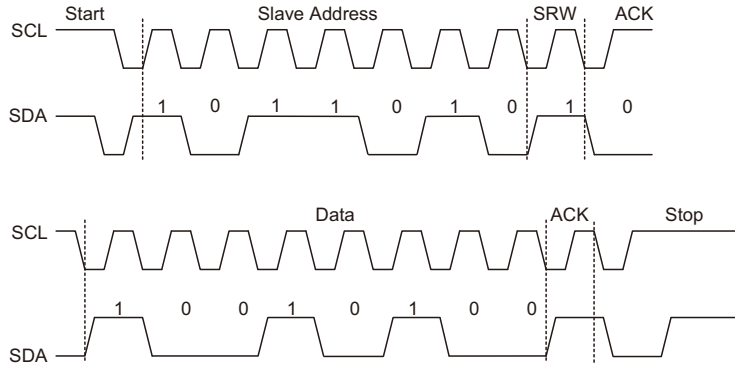 Start Slave Address SRW ACK
SCL
1 0 1 1 0 1 0 1 0
SDA
Data ACK Stop
SCL
1 0 0 1 0 1 0 0
SDA